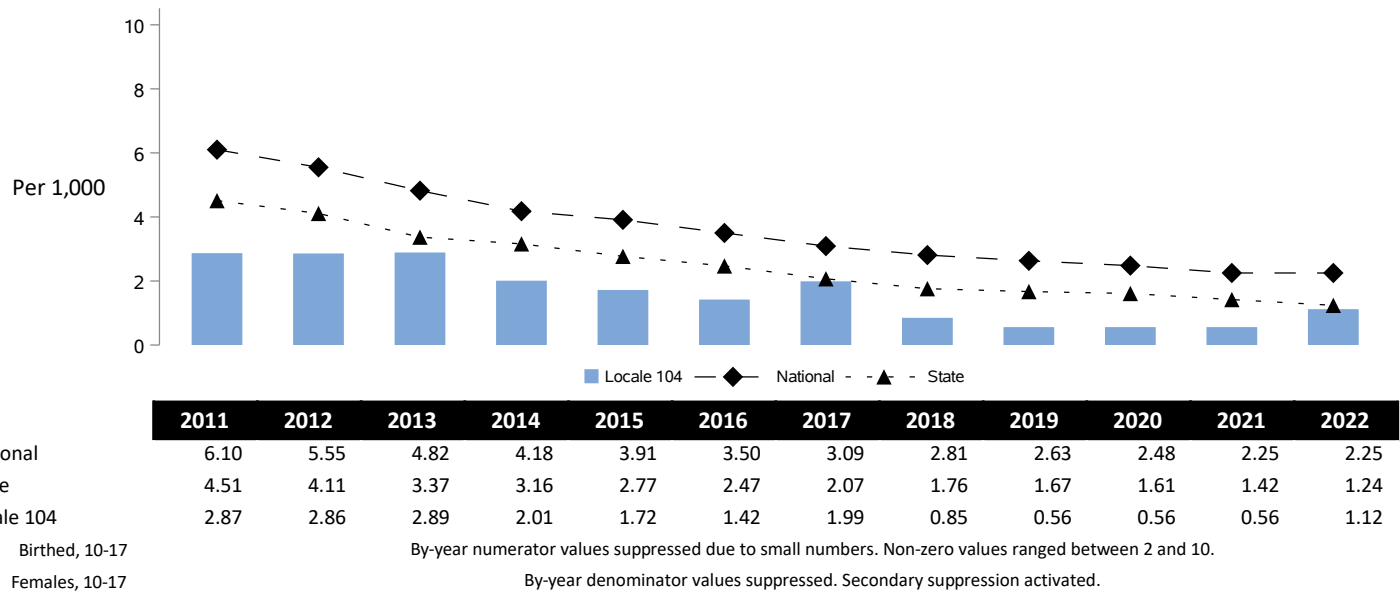 10
8
6
Per 1,000
4
2
0
Locale 104 National State
2011 2012 2013 2014 2015 2016 2017 2018 2019 2020 2021 2022
onal 6.10 5.55 4.82 4.18 3.91 3.50 3.09 2.81 2.63 2.48 2.25 2.25
e 4.51 4.11 3.37 3.16 2.77 2.47 2.07 1.76 1.67 1.61 1.42 1.24
ale 104 2.87 2.86 2.89 2.01 1.72 1.42 1.99 0.85 0.56 0.56 0.56 1.12
Birthed, 10-17 By-year numerator values suppressed due to small numbers. Non-zero values ranged between 2 and 10.
Females, 10-17 By-year denominator values suppressed. Secondary suppression activated.